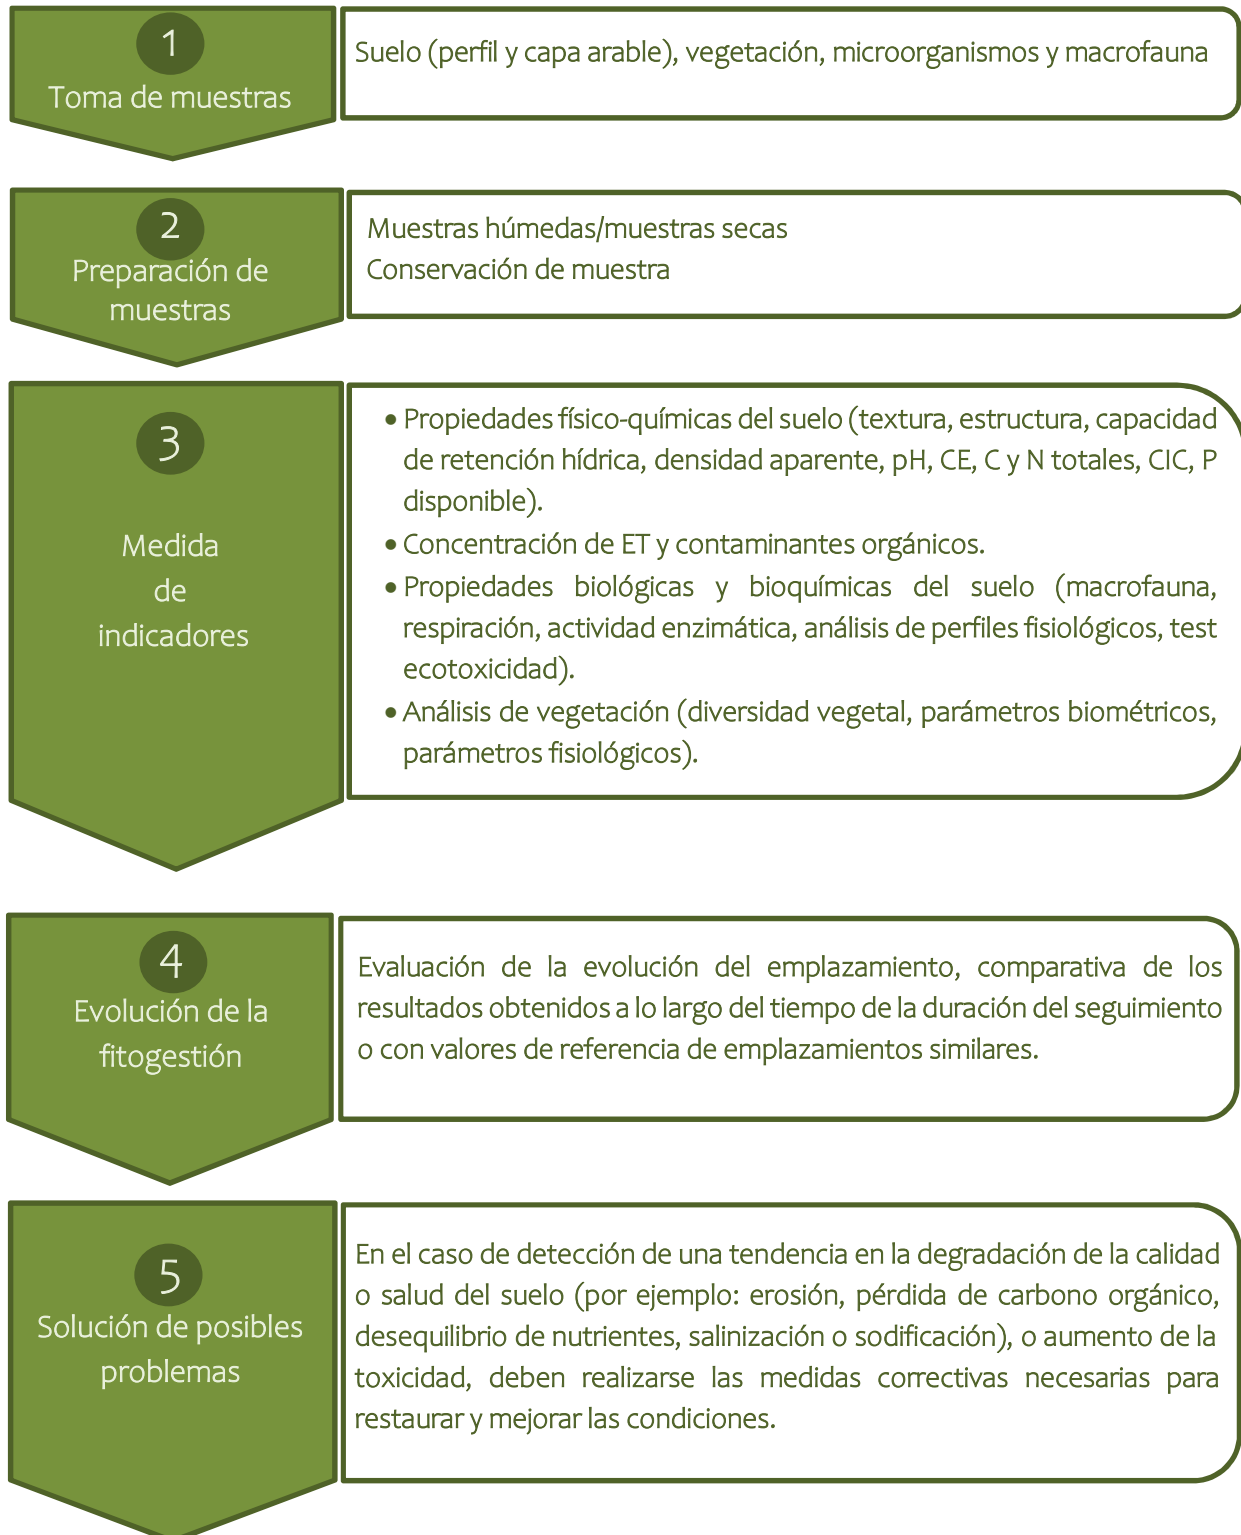 1
Toma de muestras
Suelo (perfil y capa arable), vegetación, microorganismos y macrofauna
2
Preparación de
muestras
Muestras húmedas/muestras secas
Conservación de muestra
3
Medida
de
indicadores
• Propiedades físico-químicas del suelo (textura, estructura, capacidad
de retención hídrica, densidad aparente, pH, CE, C y N totales, CIC, P
disponible).
• Concentración de ET y contaminantes orgánicos.
• Propiedades biológicas y bioquímicas del suelo (macrofauna,
respiración, actividad enzimática, análisis de perfiles fisiológicos, test
ecotoxicidad).
• Análisis de vegetación (diversidad vegetal, parámetros biométricos,
parámetros fisiológicos).
4
Evolución de la
fitogestión
Evaluación de la evolución del emplazamiento, comparativa de los
resultados obtenidos a lo largo del tiempo de la duración del seguimiento
o con valores de referencia de emplazamientos similares.
5
Solución de posibles
problemas
En el caso de detección de una tendencia en la degradación de la calidad
o salud del suelo (por ejemplo: erosión, pérdida de carbono orgánico,
desequilibrio de nutrientes, salinización o sodificación), o aumento de la
toxicidad, deben realizarse las medidas correctivas necesarias para
restaurar y mejorar las condiciones.